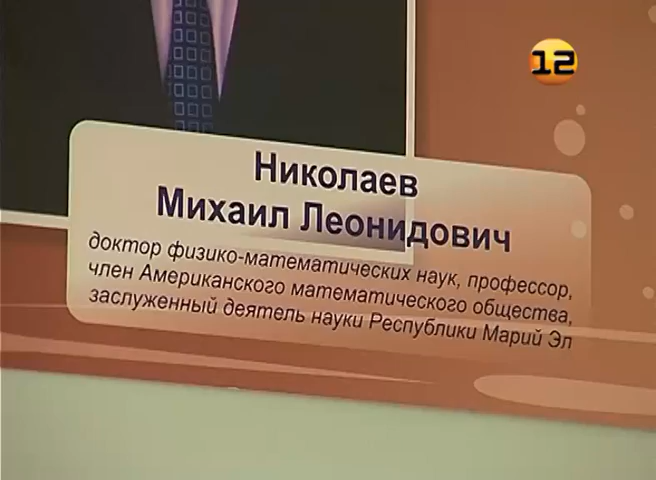 12
Николаев
Михаил Леонидович
доктор физико-математических наук, профессор,
член Американского математического общества,
заслуженный деятель науки Республики Марий Эл